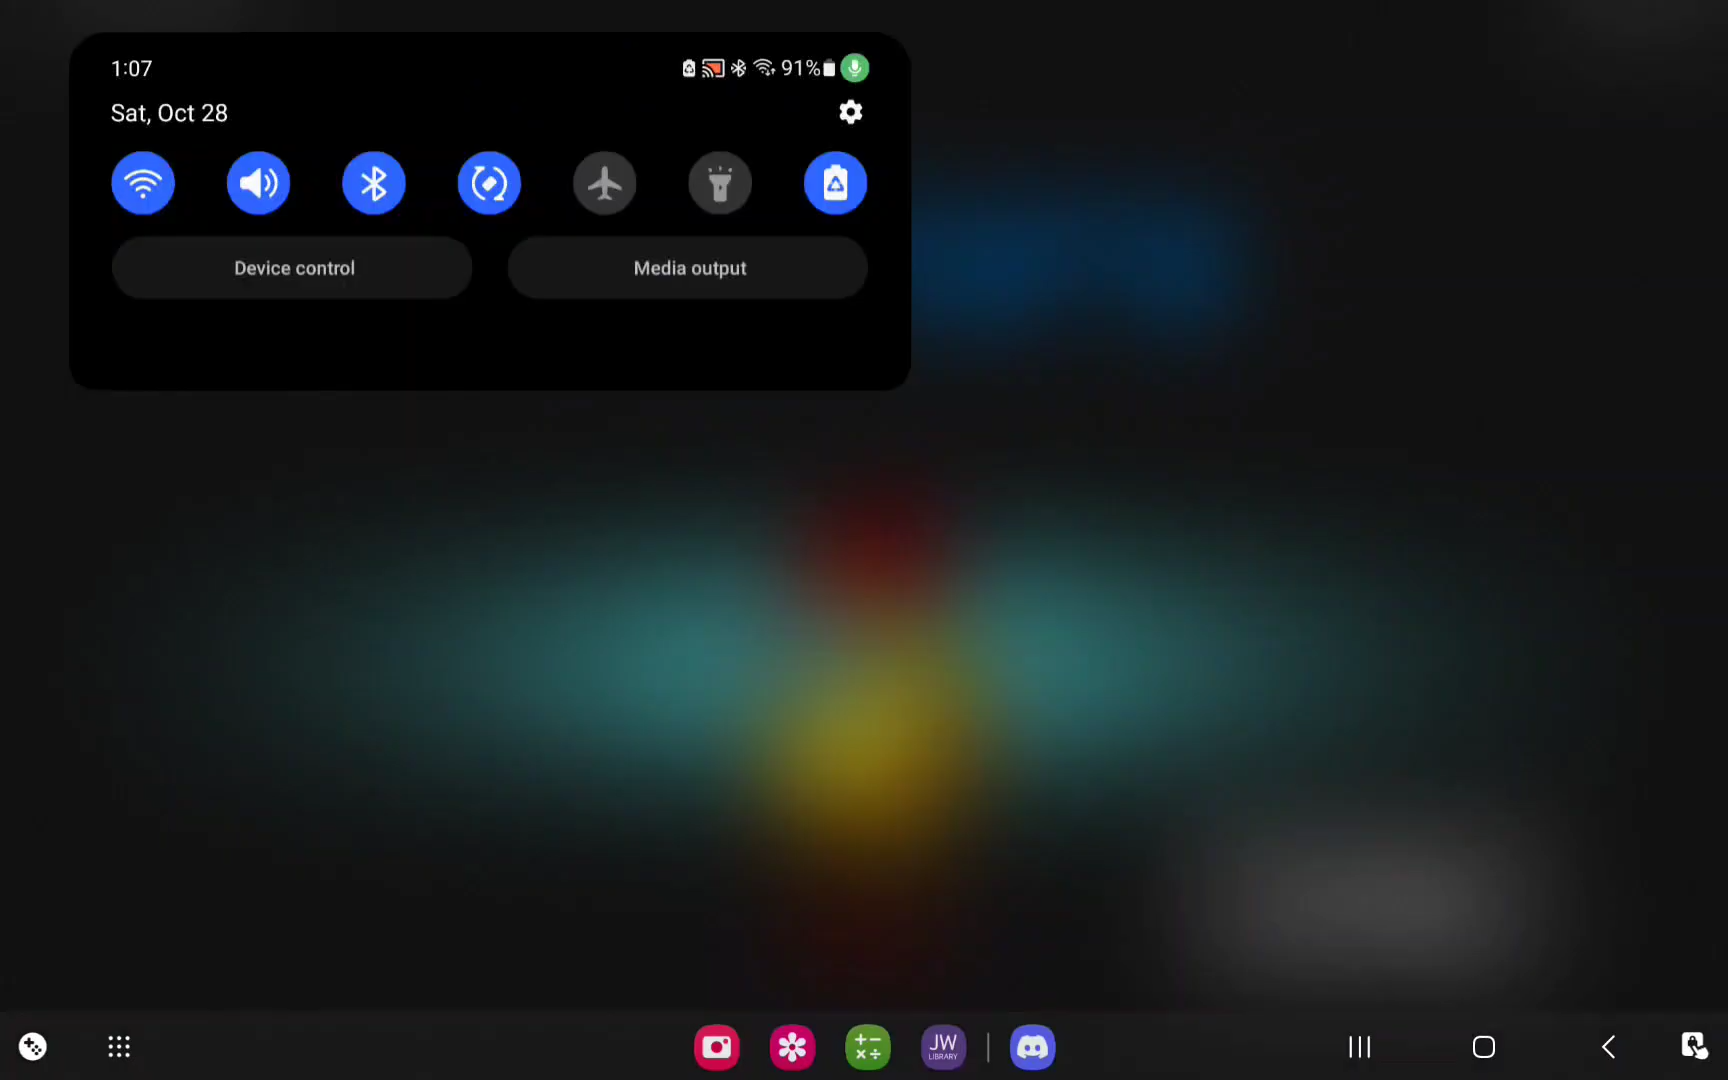 1:07 91%
Sat, Oct 28
Device control Media output
JW
LIBRARY